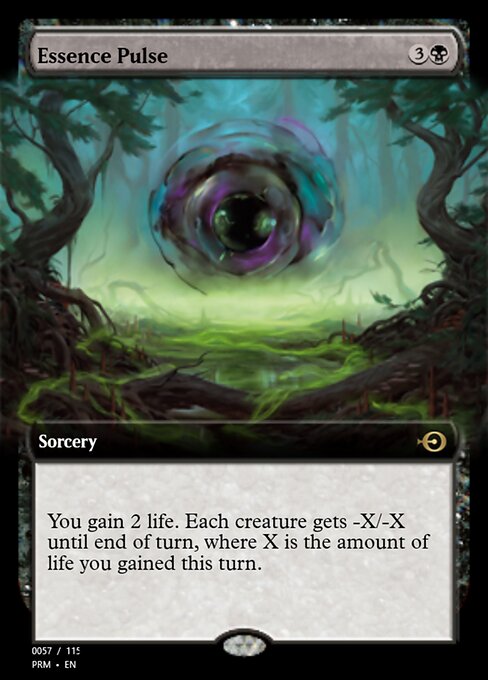 Essence Pulse 3
Sorcery
You gain 2 life. Each creature gets -X/-X
until end of turn, where X is the amount of
life you gained this turn.
0057 / 115
PRM • EN